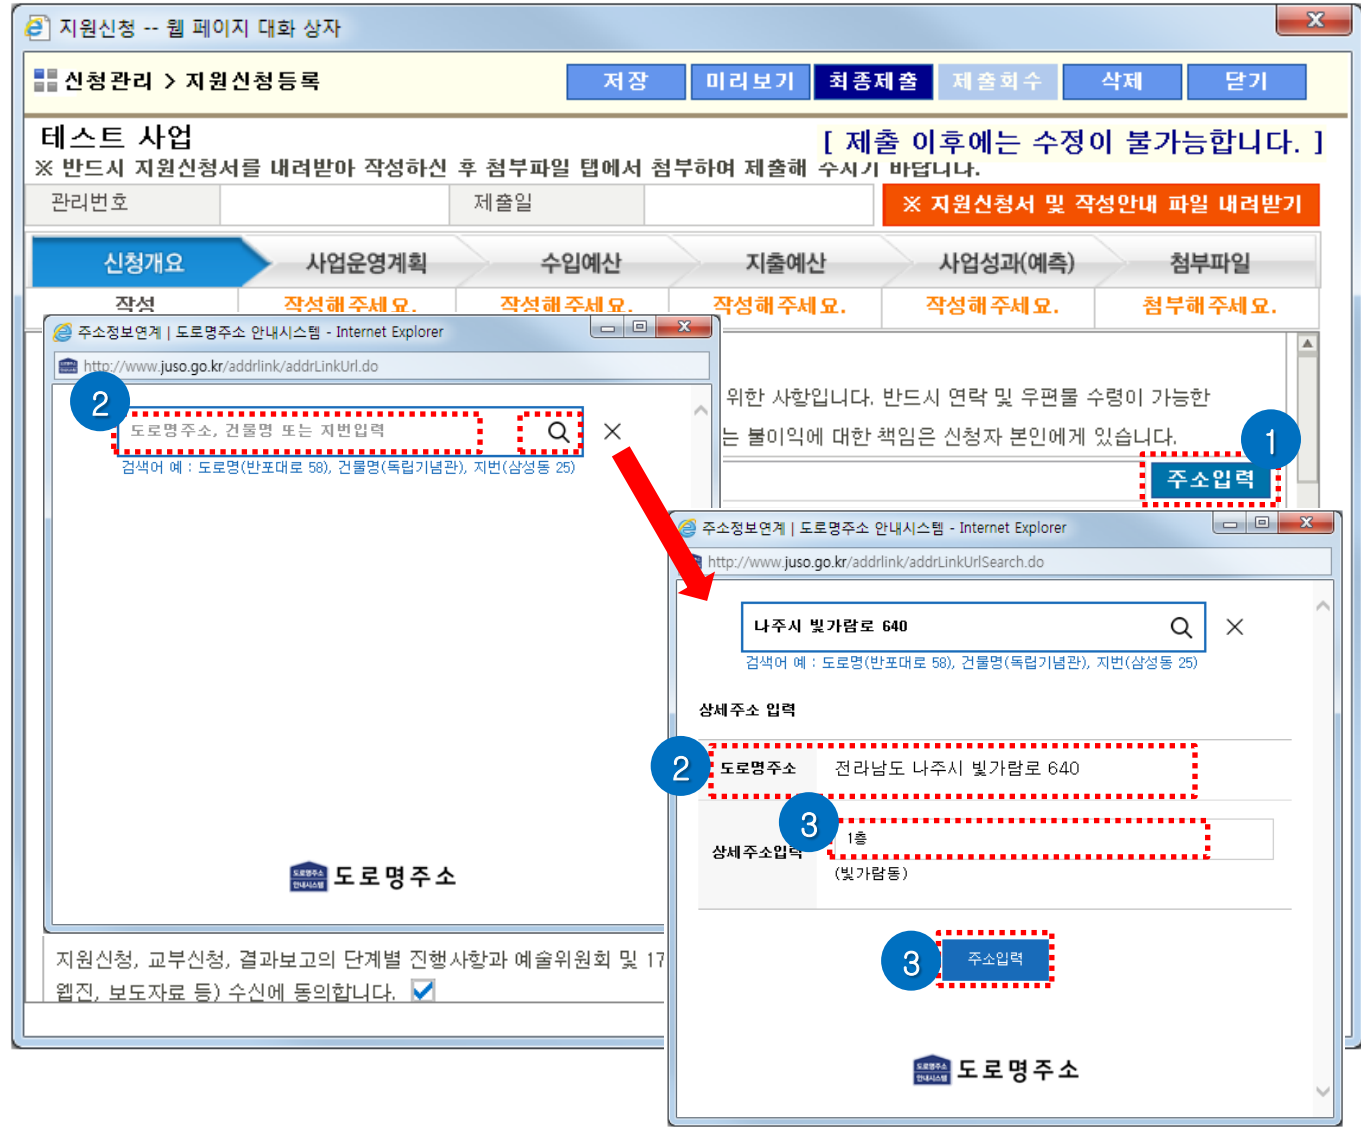 지원신청 -- 웹 페이지 대화 상자
신청관리 > 지원신청등록
저장 미리보기 최종제출 제출회수 삭제 닫기
테스트 사업
[ 제출 이후에는 수정이 불가능합니다. ]
※ 반드시 지원신청서를 내려받아 작성하신 후 첨부파일 탭에서 첨부하여 제출해 주시기 바랍니다.
관리번호 제출일 ※ 지원신청서 및 작성안내 파일 내려받기
신청개요 사업운영계획 수입예산 지출예산 사업성과(예측) 첨부파일
작성 작성해주세요. 작성해주세요. 작성해주세요. 작성해주세요. 첨부해주세요.
주소정보연계 | 도로명주소 안내시스템 - Internet Explorer
http://www.juso.go.kr/addrlink/addrLinkUrl.do
2
도로명주소, 건물명 또는 지번입력
검색어 예 : 도로명(반포대로 58), 건물명(독립기념관), 지번(삼성동 25)
위한 사항입니다. 반드시 연락 및 우편물 수령이 가능한
는 불이익에 대한 책임은 신청자 본인에게 있습니다.
1
주소입력
주소정보연계 | 도로명주소 안내시스템 - Internet Explorer
http://www.juso.go.kr/addrlink/addrLinkUrlSearch.do
나주시 빛가람로 640
검색어 예 : 도로명(반포대로 58), 건물명(독립기념관), 지번(삼성동 25)
상세주소 입력
2
도로명주소 전라남도 나주시 빛가람로 640
3
상세주소입력 1층
(빛가람동)
3
주소입력
도로명주소 안내시스템 도로명주소
도로명주소 안내시스템 도로명주소
지원신청, 교부신청, 결과보고의 단계별 진행사항과 예술위원회 및 17
웹진, 보도자료 등) 수신에 동의합니다.